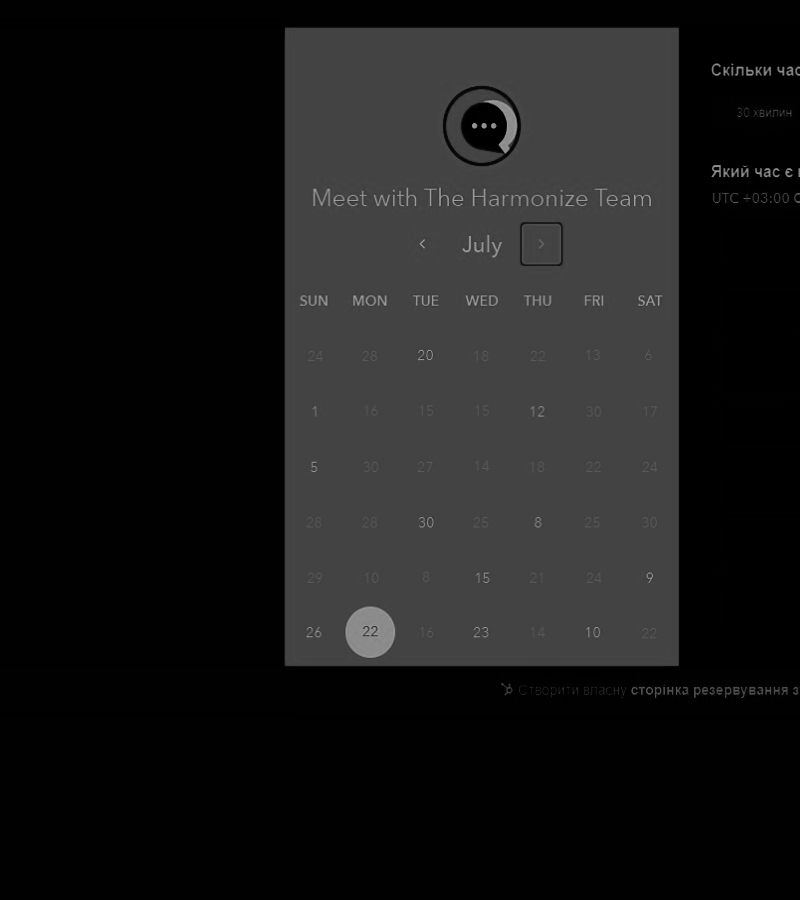 Meet with The Harmonize Team
July
SUN MON TUE WED THU FRI SAT
24 28 20 18 22 13 6
1 16 15 15 12 30 17
5 30 27 14 18 22 24
28 28 30 25 8 25 30
29 10 8 15 21 24 9
26 22 16 23 14 10 22
Скільки час
30 хвилин
Який час є
UTC +03:00
Створити власну сторінка резервування з